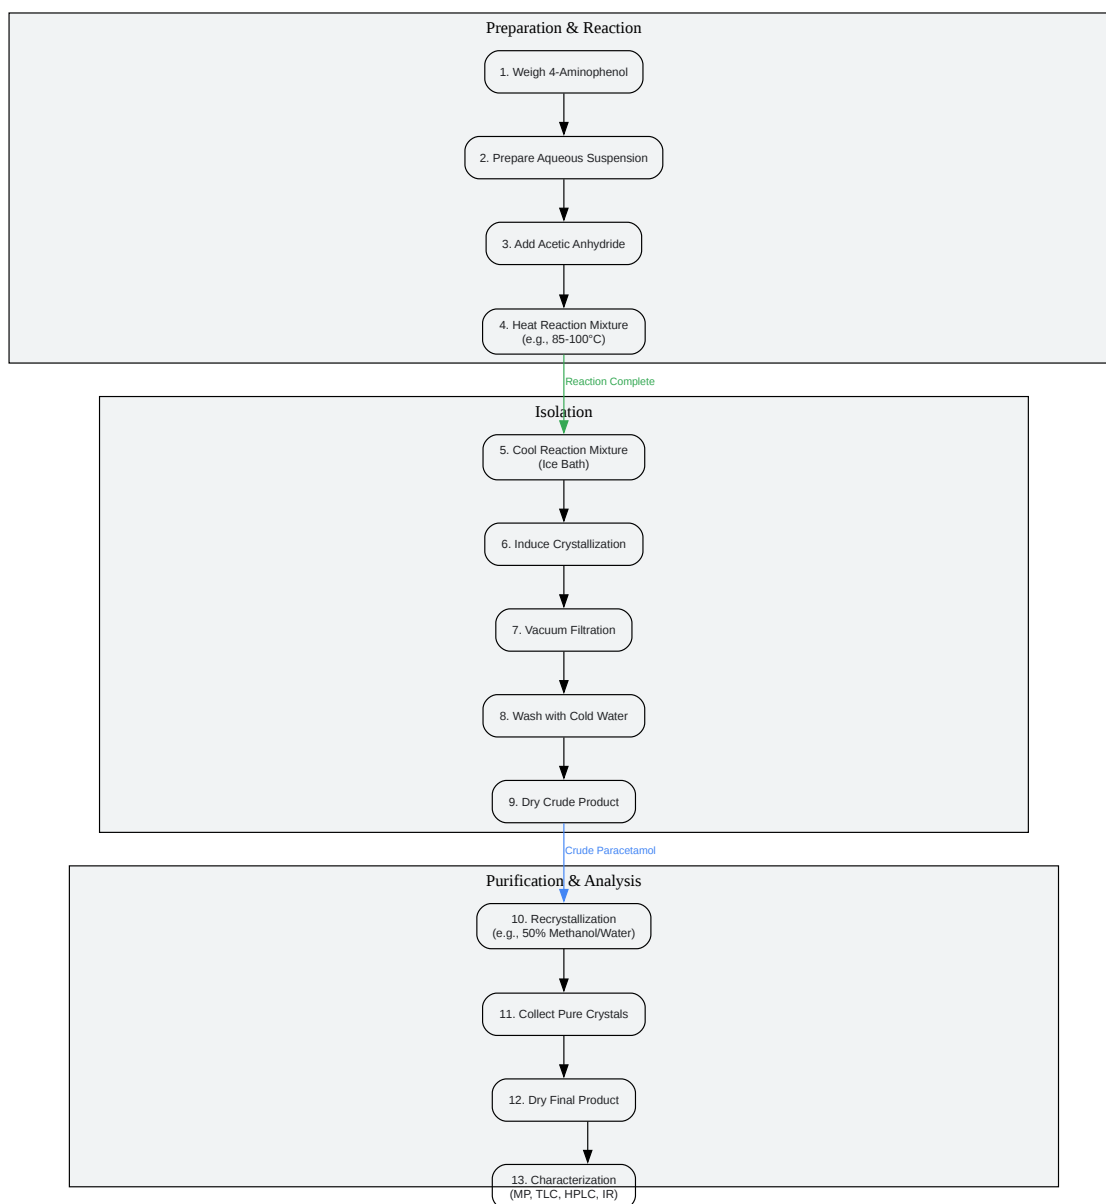 Preparation & Reaction
1. Weigh 4-Aminophenol
2. Prepare Aqueous Suspension
3. Add Acetic Anhydride
4. Heat Reaction Mixture
(e.g., 85-100°C)
Reaction Complete
Isolation
5. Cool Reaction Mixture
(Ice Bath)
6. Induce Crystallization
7. Vacuum Filtration
8. Wash with Cold Water
9. Dry Crude Product
Crude Paracetamol
Purification & Analysis
10. Recrystallization
(e.g., 50% Methanol/Water)
11. Collect Pure Crystals
12. Dry Final Product
13. Characterization
(MP, TLC, HPLC, IR)